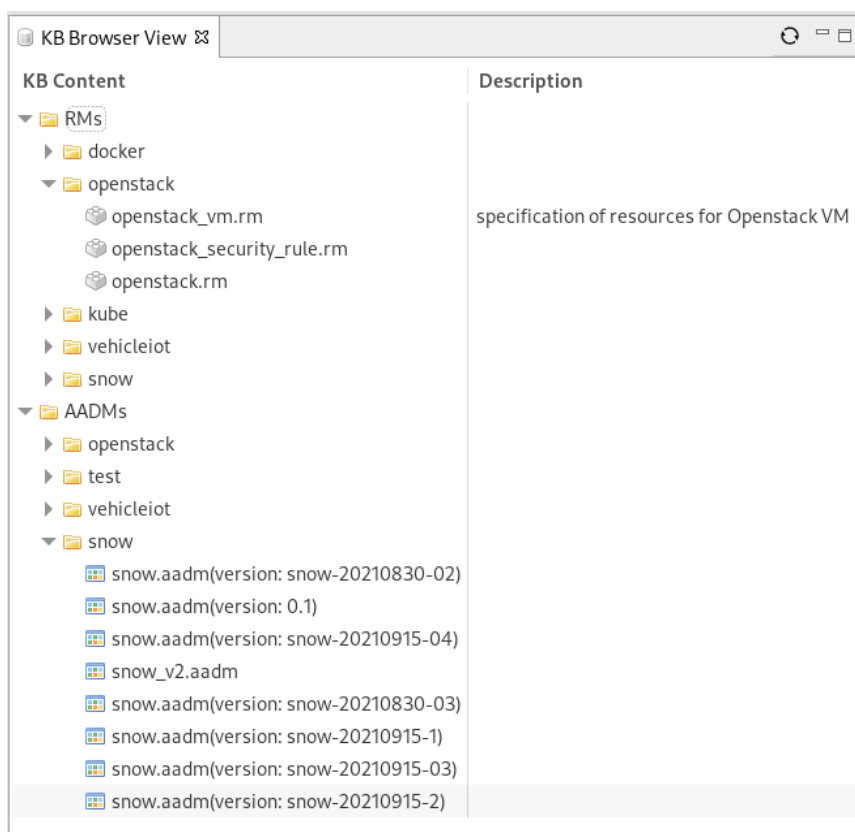 KB Browser View
KB Content Description
RMs
docker
openstack
openstack_vm.rm specification of resources for Openstack VM
openstack_security_rule.rm
openstack.rm
kube
vehicleiot
snow
AADMs
openstack
test
vehicleiot
snow
snow.aadm(version: snow-20210830-02)
snow.aadm(version: 0.1)
snow.aadm(version: snow-20210915-04)
snow_v2.aadm
snow.aadm(version: snow-20210830-03)
snow.aadm(version: snow-20210915-1)
snow.aadm(version: snow-20210915-03)
snow.aadm(version: snow-20210915-2)